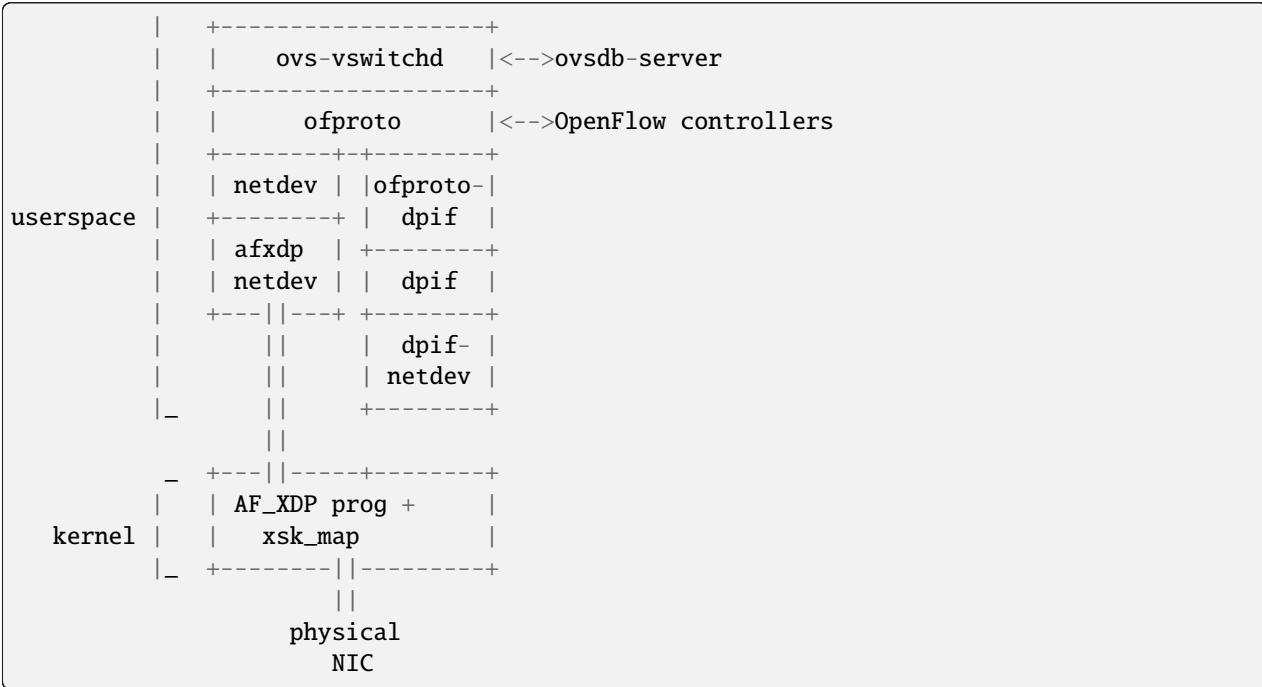 |   +-------------------+
          |   |    ovs-vswitchd   |<-->ovsdb-server
          |   +-------------------+
          |   |      ofproto      |<-->OpenFlow controllers
          |   +--------+-+--------+
          |   | netdev | |ofproto-|
userspace |   +--------+ |  dpif  |
          |   | afxdp  | +--------+
          |   | netdev | |  dpif  |
          |   +---||---+ +--------+
          |       ||     |  dpif- |
          |       ||     | netdev |
          |_      ||     +--------+
                  ||
           _  +---||-----+--------+
          |   | AF_XDP prog +     |
   kernel |   |   xsk_map         |
          |_  +--------||---------+
                       ||
                    physical
                       NIC